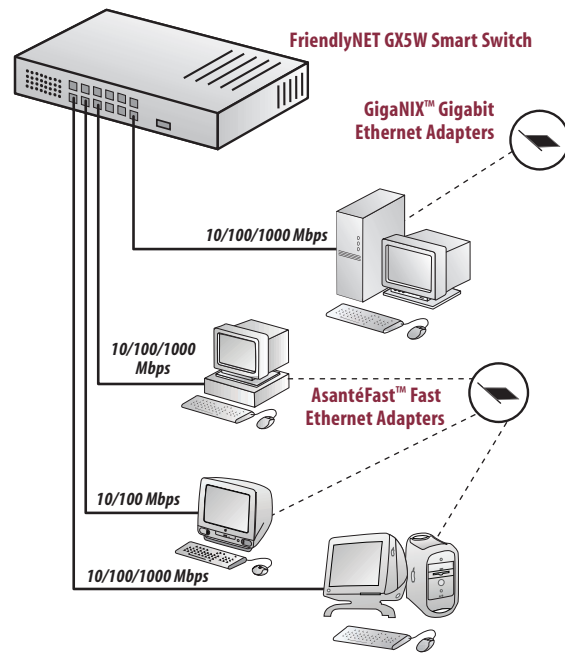 FriendlyNET GX5W Smart Switch
GigaNIX™ Gigabit
Ethernet Adapters
10/100/1000 Mbps
10/100/1000
Mbps
AsantéFast™ Fast
Ethernet Adapters
10/100 Mbps
10/100/1000 Mbps